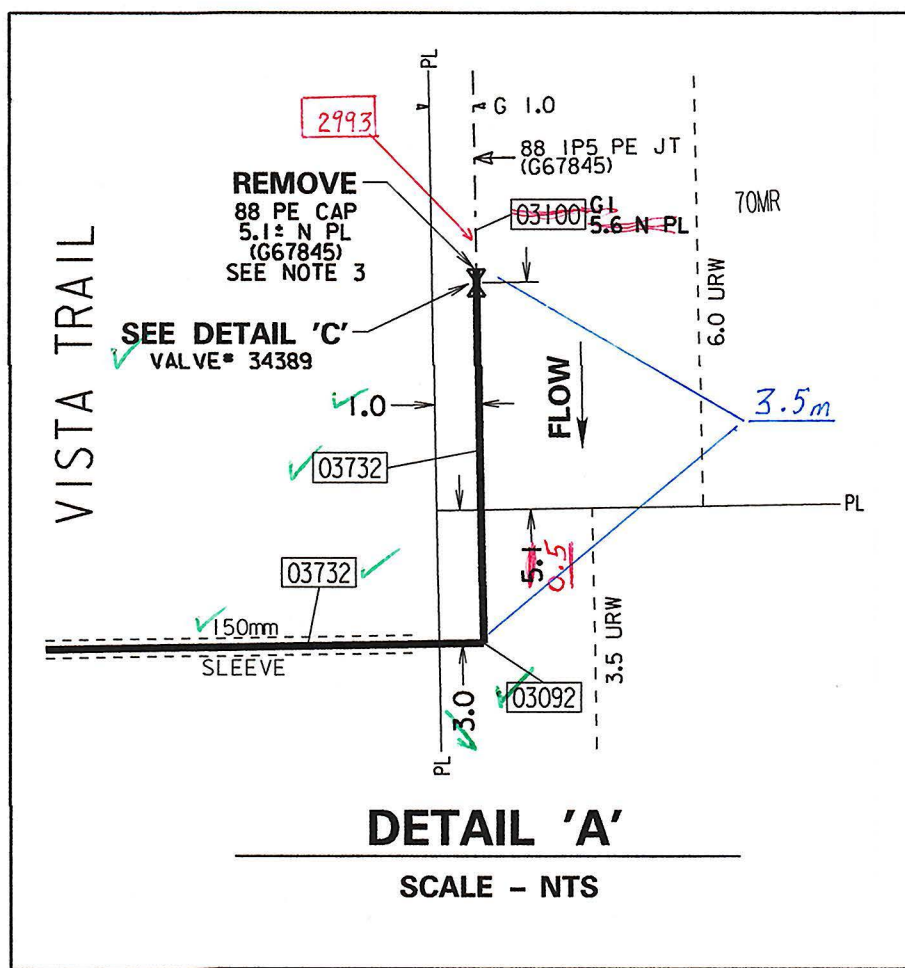 PL
G 1.0
2993
88 IP5 PE JT
(G67845)
REMOVE
88 PE CAP
5.1± N PL
(G67845)
SEE NOTE 3
03100 G1
5.6 N PL
70MR
6.0 URW
VISTA TRAIL
SEE DETAIL 'C'
VALVE# 34389
1.0
FLOW
3.5m
03732
PL
5.1
0.5
03732
150mm
SLEEVE
3.5 URW
3.0
03092
PL
DETAIL 'A'
SCALE - NTS